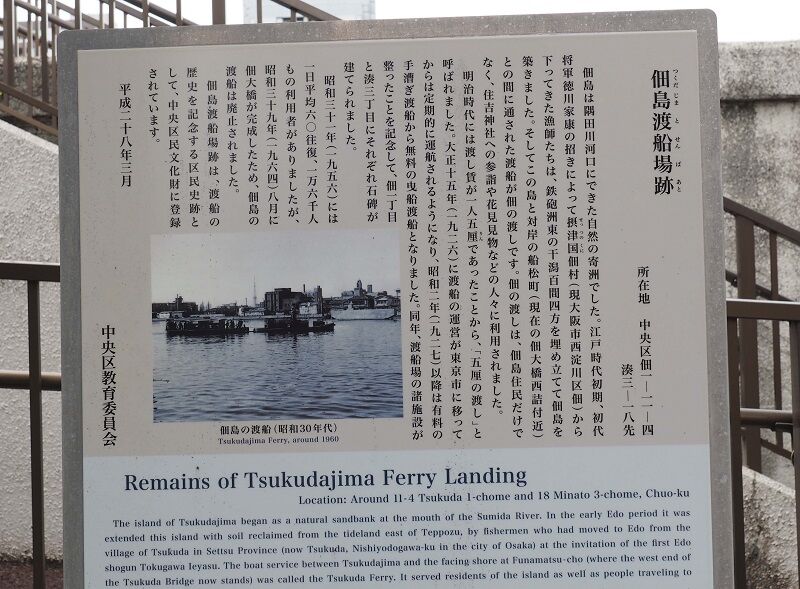 佃島渡船場跡
つくだじまとせんばあと
所在地 中央区佃一―一一―四
湊三―一八先
佃島は隅田川河口にできた自然の寄洲でした。江戸時代初期、初代
将軍徳川家康の招きによって摂津国佃村(現大阪市西淀川区佃)から
下ってきた漁師たちは、鉄砲洲東の干潟百間四方を埋め立てて佃島を
築きました。そしてこの島と対岸の船松町(現在の佃大橋西詰付近)
との間に通された渡船が佃の渡しです。佃の渡しは、佃島住民だけで
なく、住吉神社への参詣や花見見物などの人々に利用されました。
明治時代には渡し賃が一人五厘であったことから、「五厘の渡し」と
呼ばれました。大正十五年(一九二六)に渡船の運営が東京市に移って
からは定期的に運航されるようになり、昭和二年(一九二七)以降は有料の
手漕ぎ渡船から無料の曳船渡船となりました。同年、渡船場の諸施設が
整ったことを記念して、佃一丁目
と湊三丁目にそれぞれ石碑が
建てられました。
昭和三十一年(一九五六)には
一日平均六〇往復、一万六千人
もの利用者がありましたが、
昭和三十九年(一九六四)八月に
佃大橋が完成したため、佃島の
渡船は廃止されました。
佃島渡船場跡は、渡船の
歴史を記念する区民史跡と
して、中央区民文化財に登録
されています。
平成二十八年三月
中央区教育委員会
佃島の渡船(昭和30年代)
Tsukudajima Ferry, around 1960
Remains of Tsukudajima Ferry Landing
Location: Around 11-4 Tsukuda 1-chome and 18 Minato 3-chome, Chuo-ku
The island of Tsukudajima began as a natural sandbank at the mouth of the Sumida River. In the early Edo period it was
extended this island with soil reclaimed from the tideland east of Teppozu, by fishermen who had moved to Edo from the
village of Tsukuda in Settsu Province (now Tsukuda, Nishiyodogawa-ku in the city of Osaka) at the invitation of the first Edo
shogun Tokugawa Ieyasu. The boat service between Tsukudajima and the facing shore at Funamatsu-cho (where the west end of
the Tsukuda Bridge now stands) was called the Tsukuda Ferry. It served residents of the island as well as people traveling to